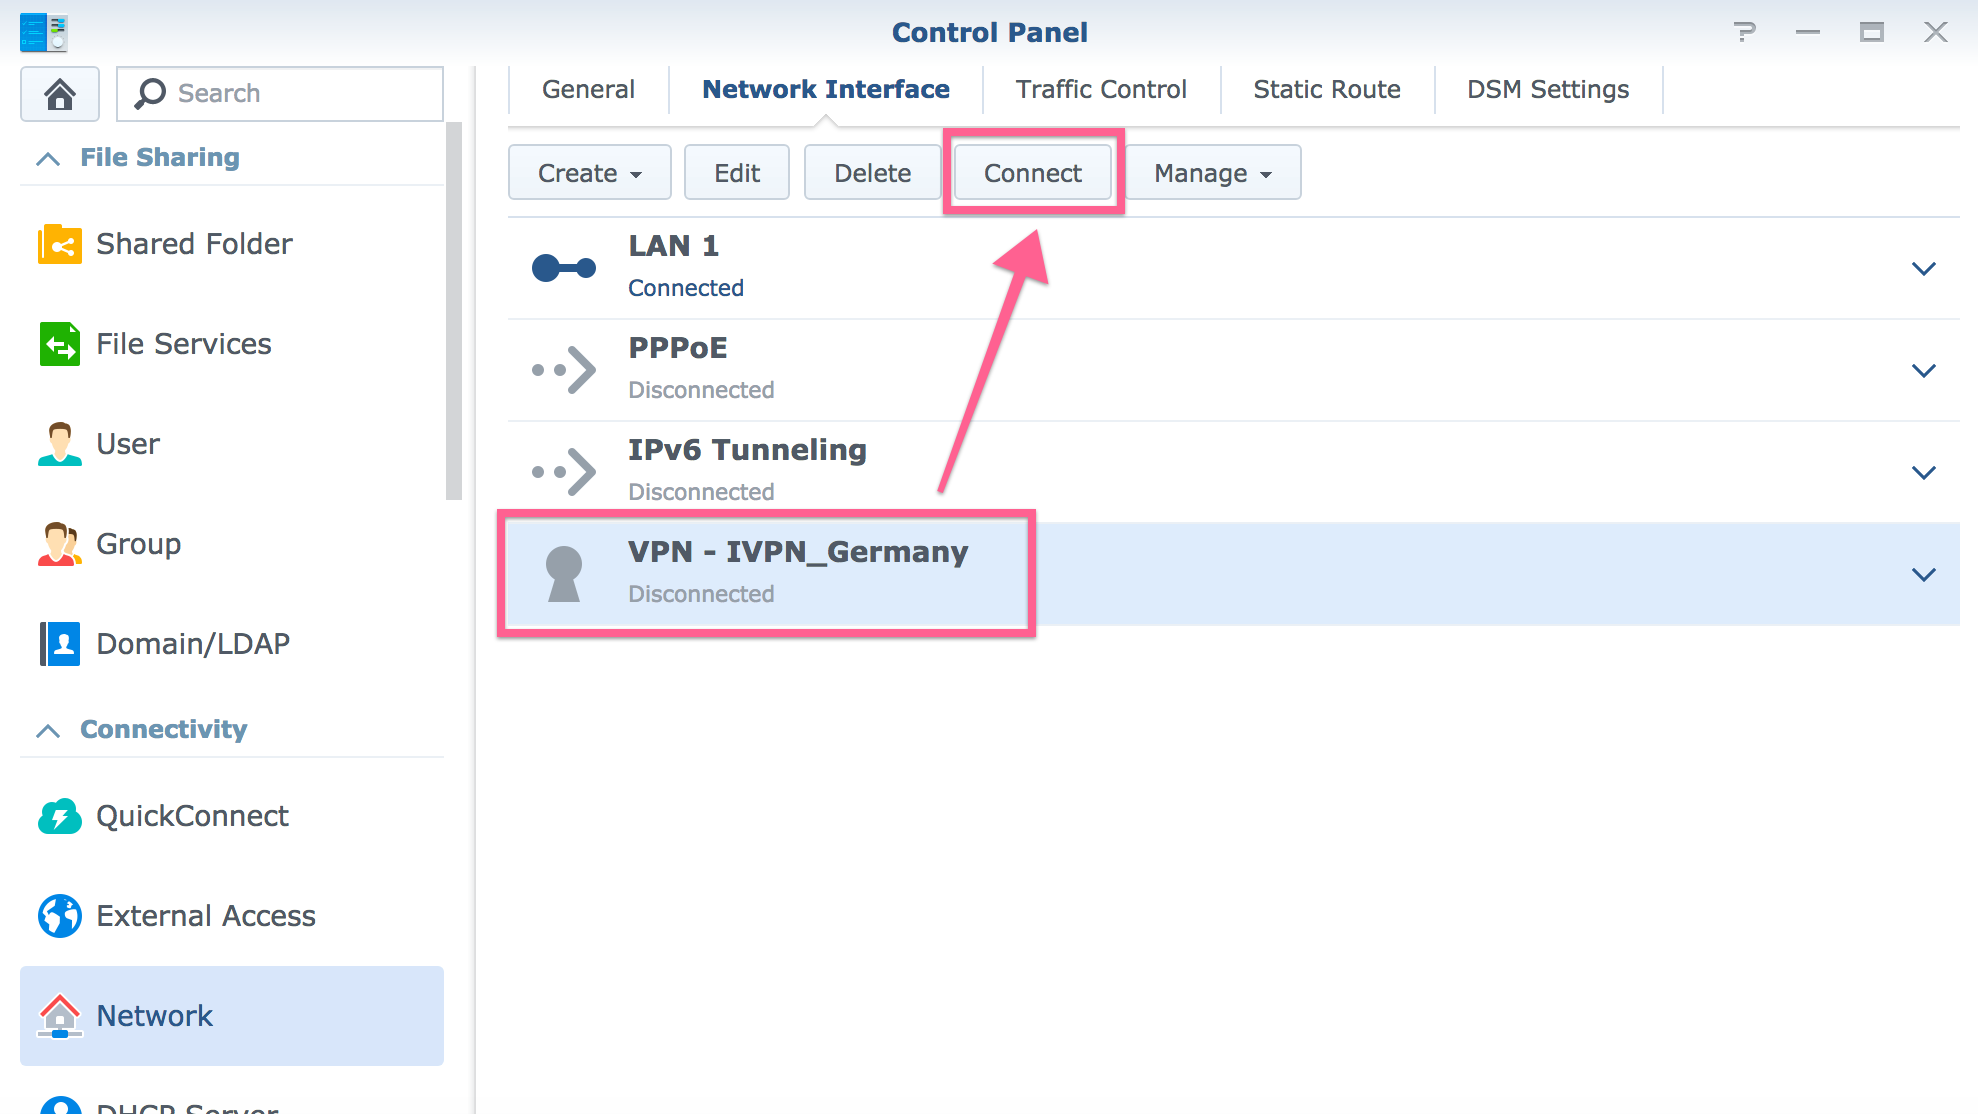 Control Panel
Search
File Sharing
Shared Folder
File Services
User
Group
Domain/LDAP
Connectivity
QuickConnect
External Access
Network
DHCP Server
General
Network Interface
Traffic Control
Static Route
DSM Settings
Create
Edit
Delete
Connect
Manage
LAN 1
Connected
PPPoE
Disconnected
IPv6 Tunneling
Disconnected
VPN - IVPN_Germany
Disconnected